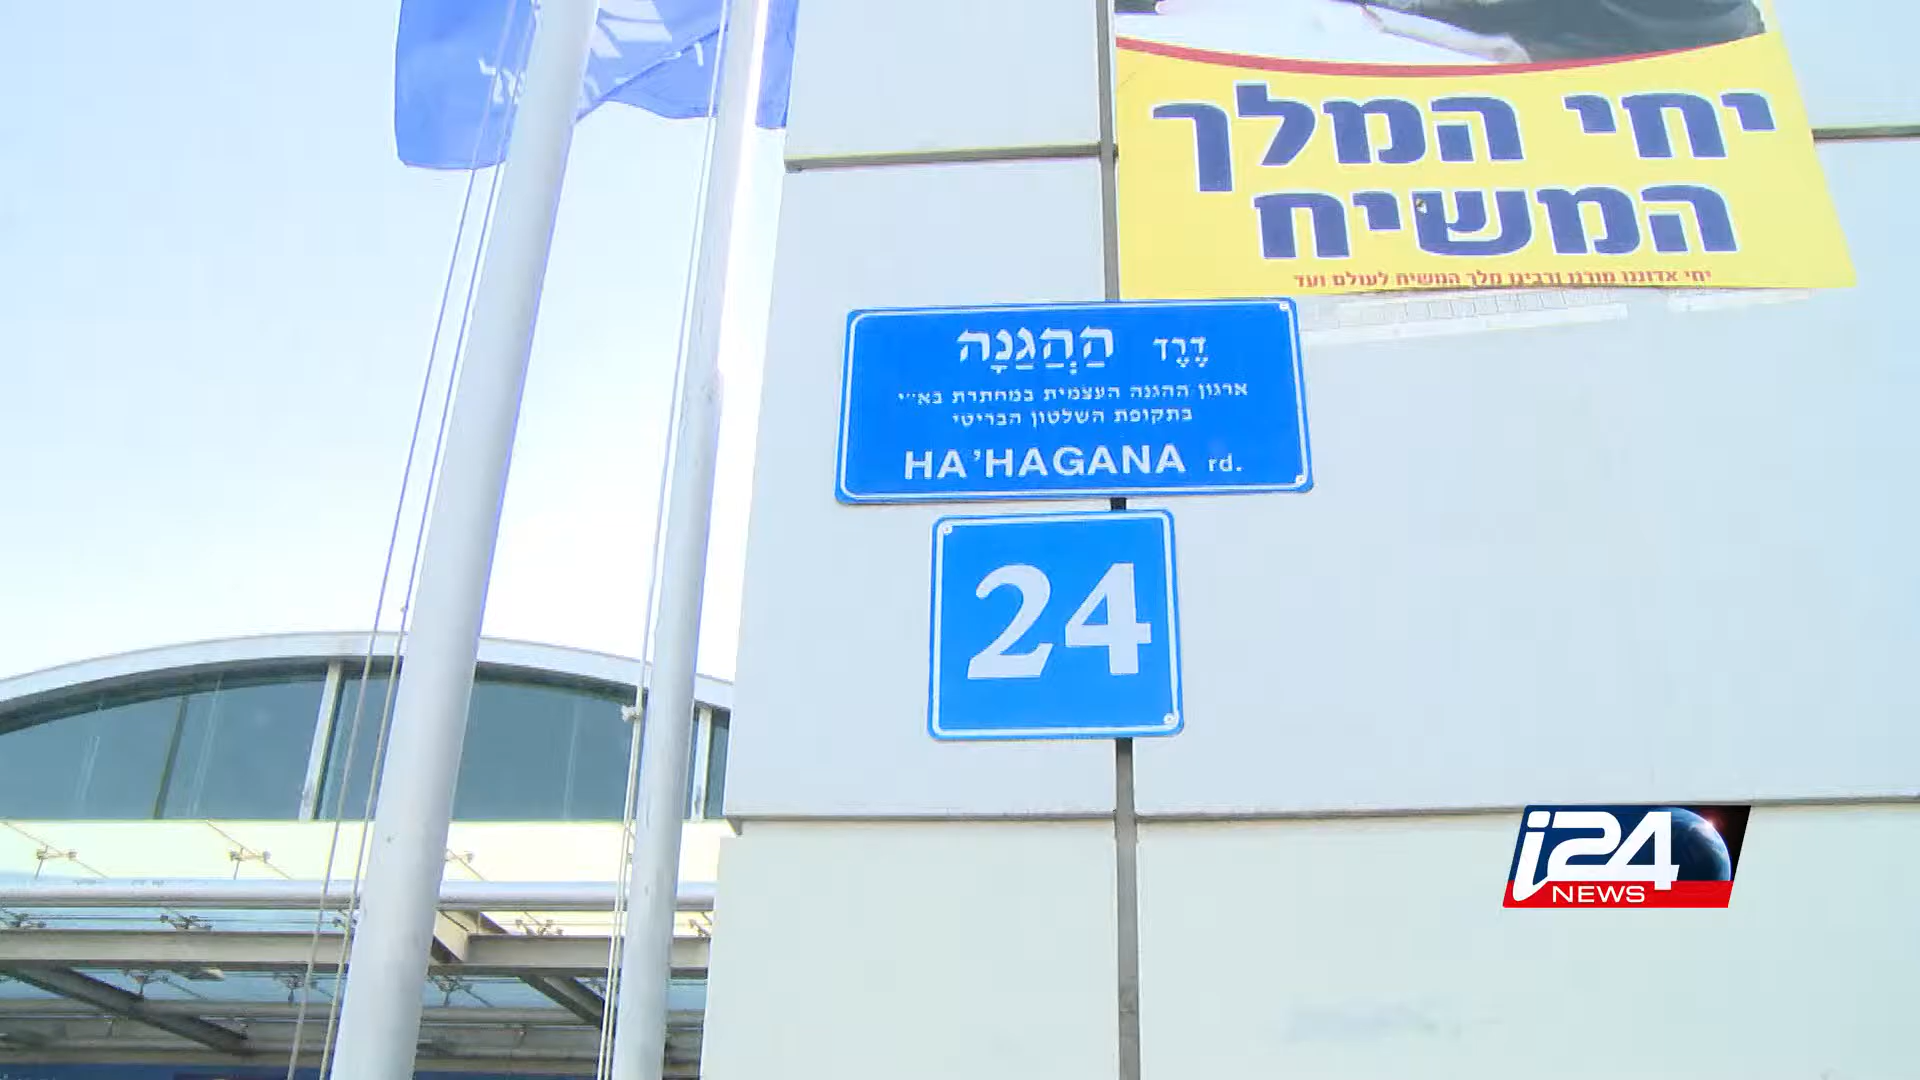 יחי המלך
המשיח
יחי אדוננו מורנו ורבינו מלך המשיח לעולם ועד
דֶּרֶךְ הַהֲגַנָּה
ארגון ההגנה העצמית במחתרת בא״י
בתקופת השלטון הבריטי
HA'HAGANA rd.
24
i24
NEWS